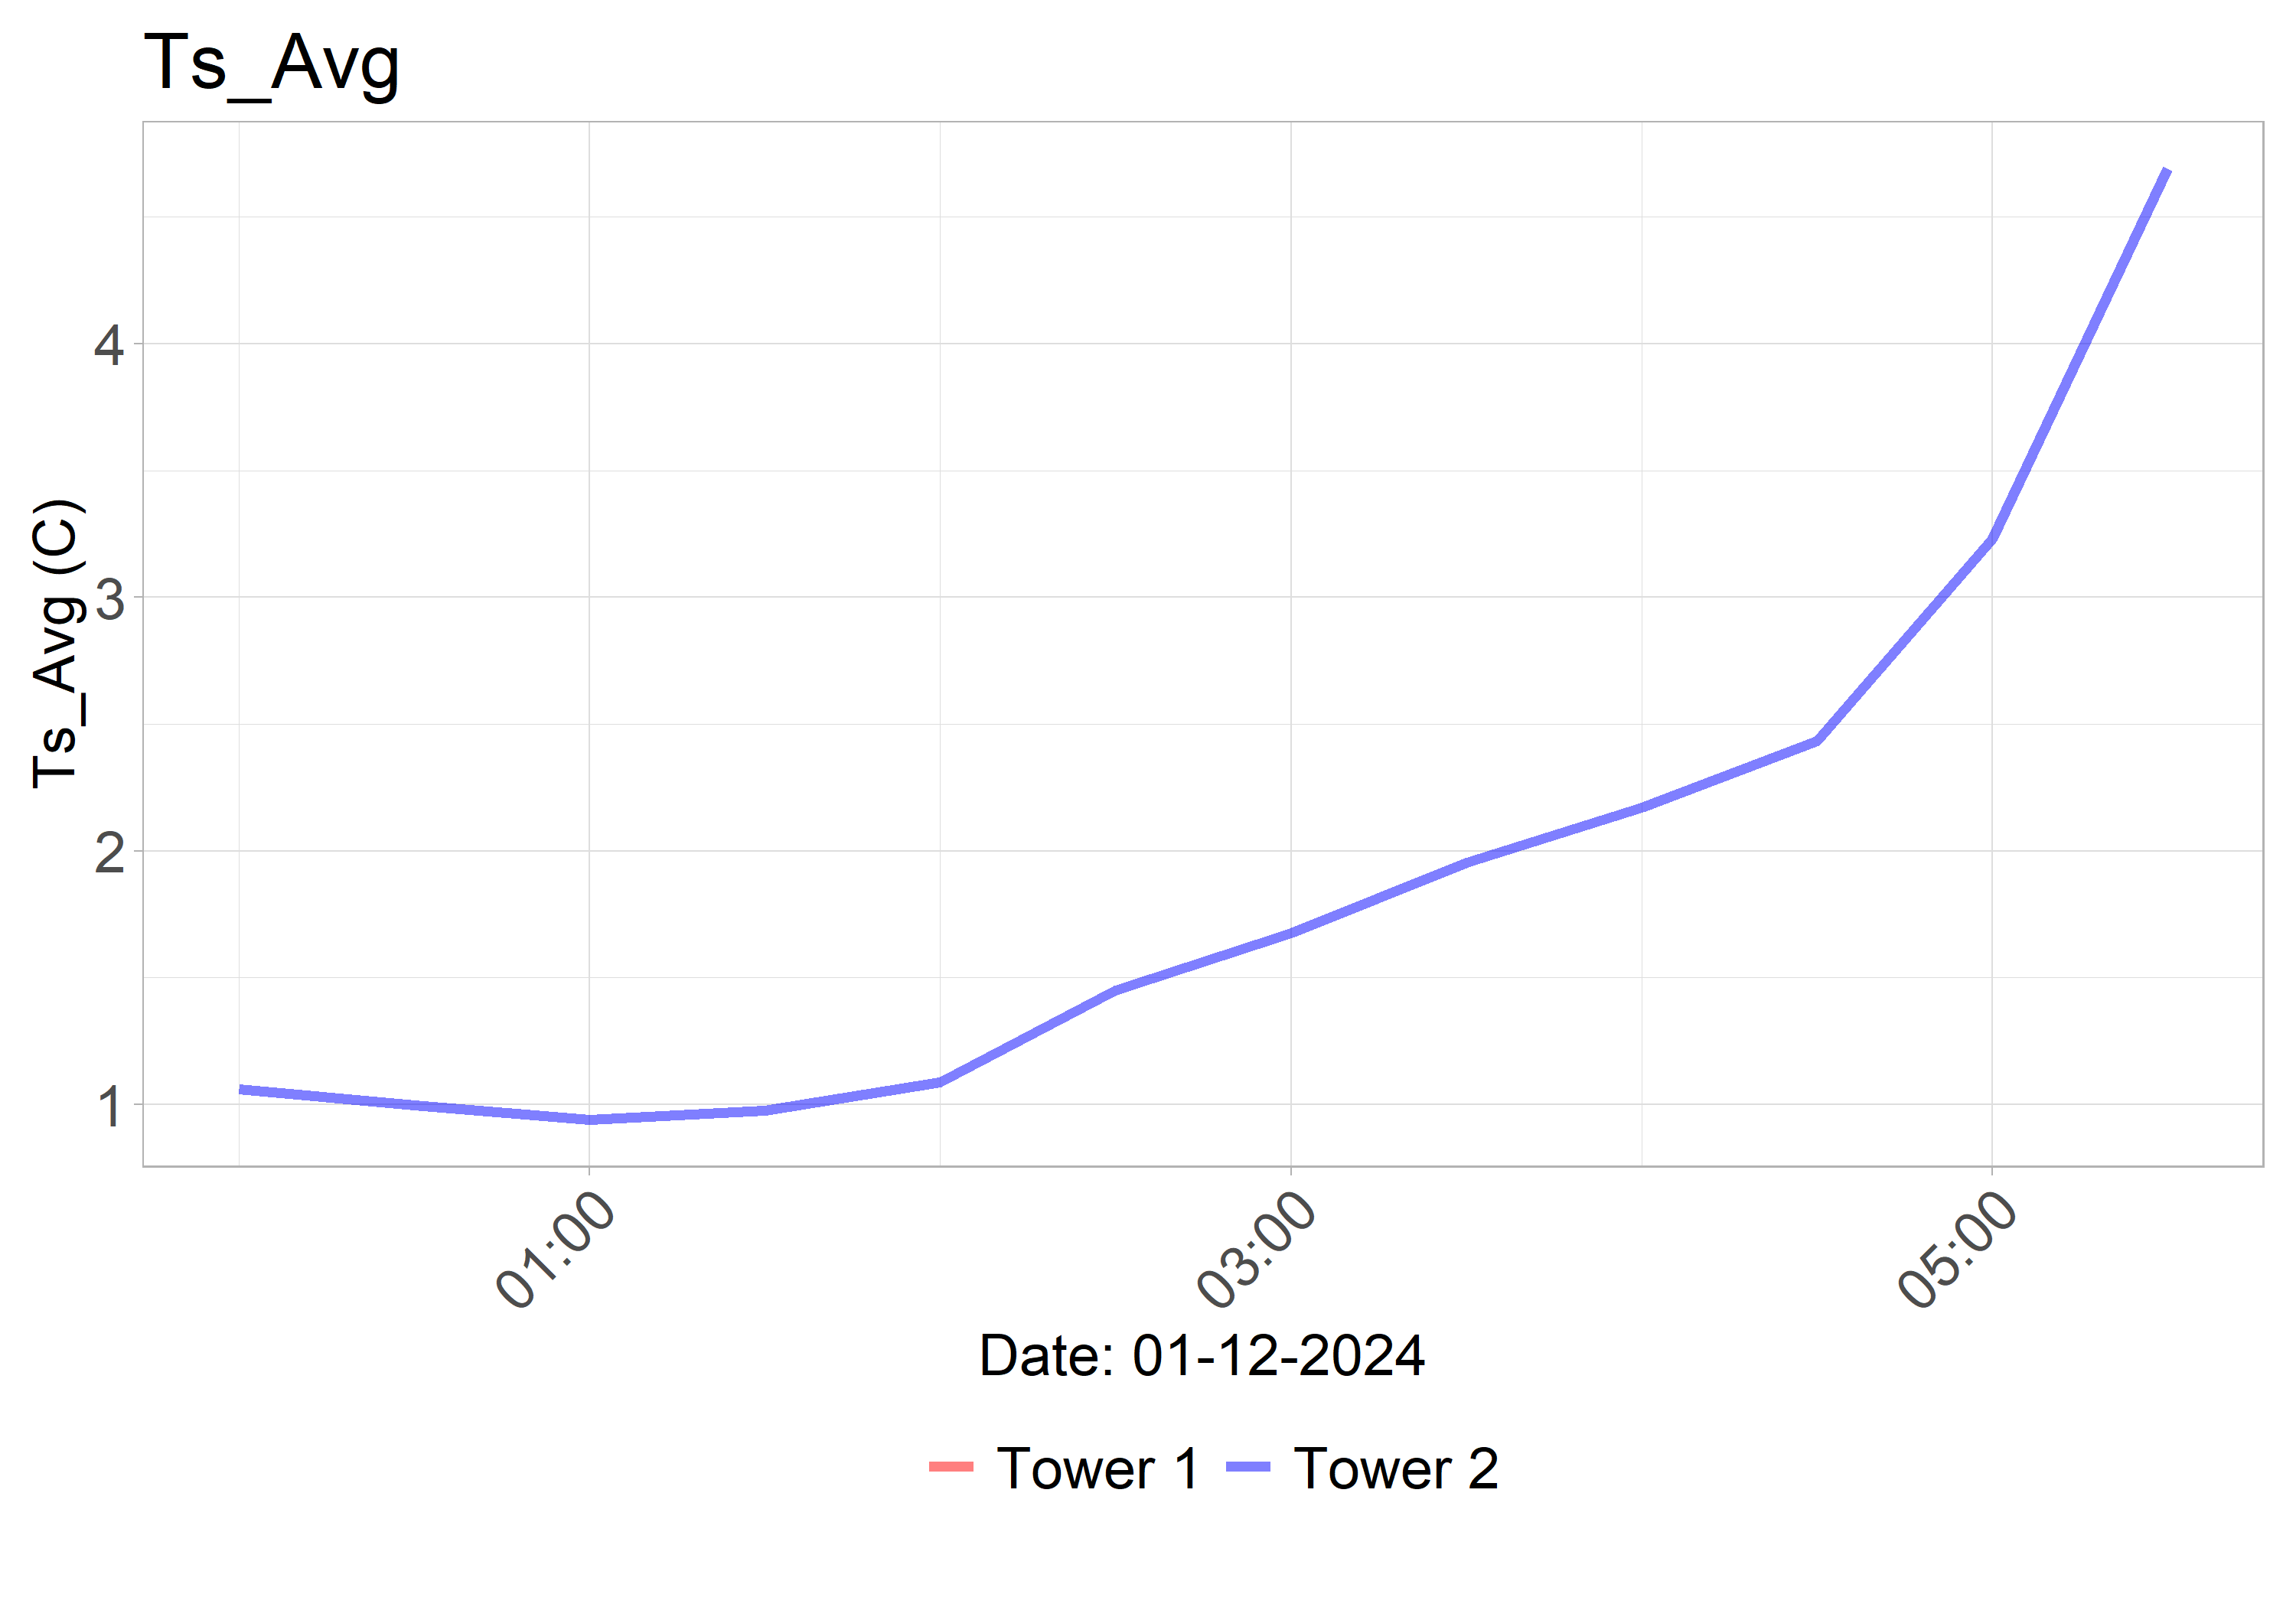 Ts_Avg
Ts_Avg (C)
4
3
2
1
01:00
03:00
05:00
Date: 01-12-2024
Tower 1
Tower 2